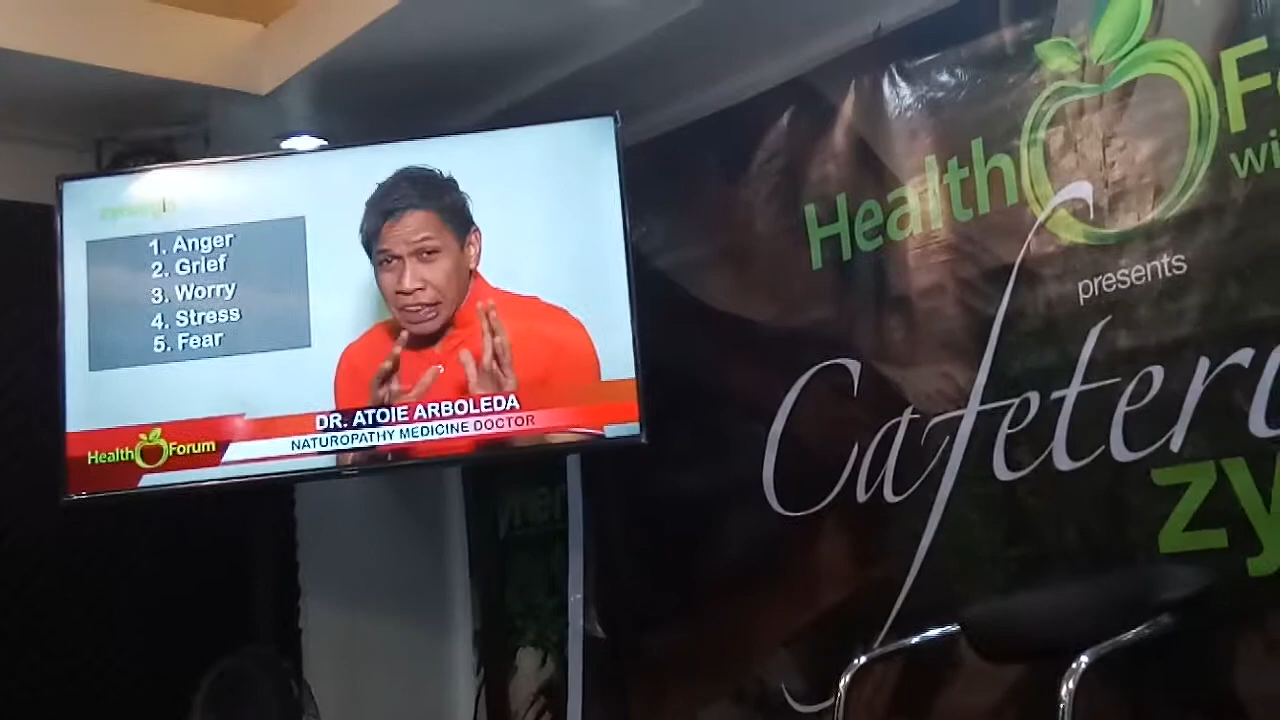 1. Anger
2. Grief
3. Worry
4. Stress
5. Fear
DR. ATOIE ARBOLEDA
NATUROPATHY MEDICINE DOCTOR
Health Forum
Health F
wi
presents
Cafeter
zy